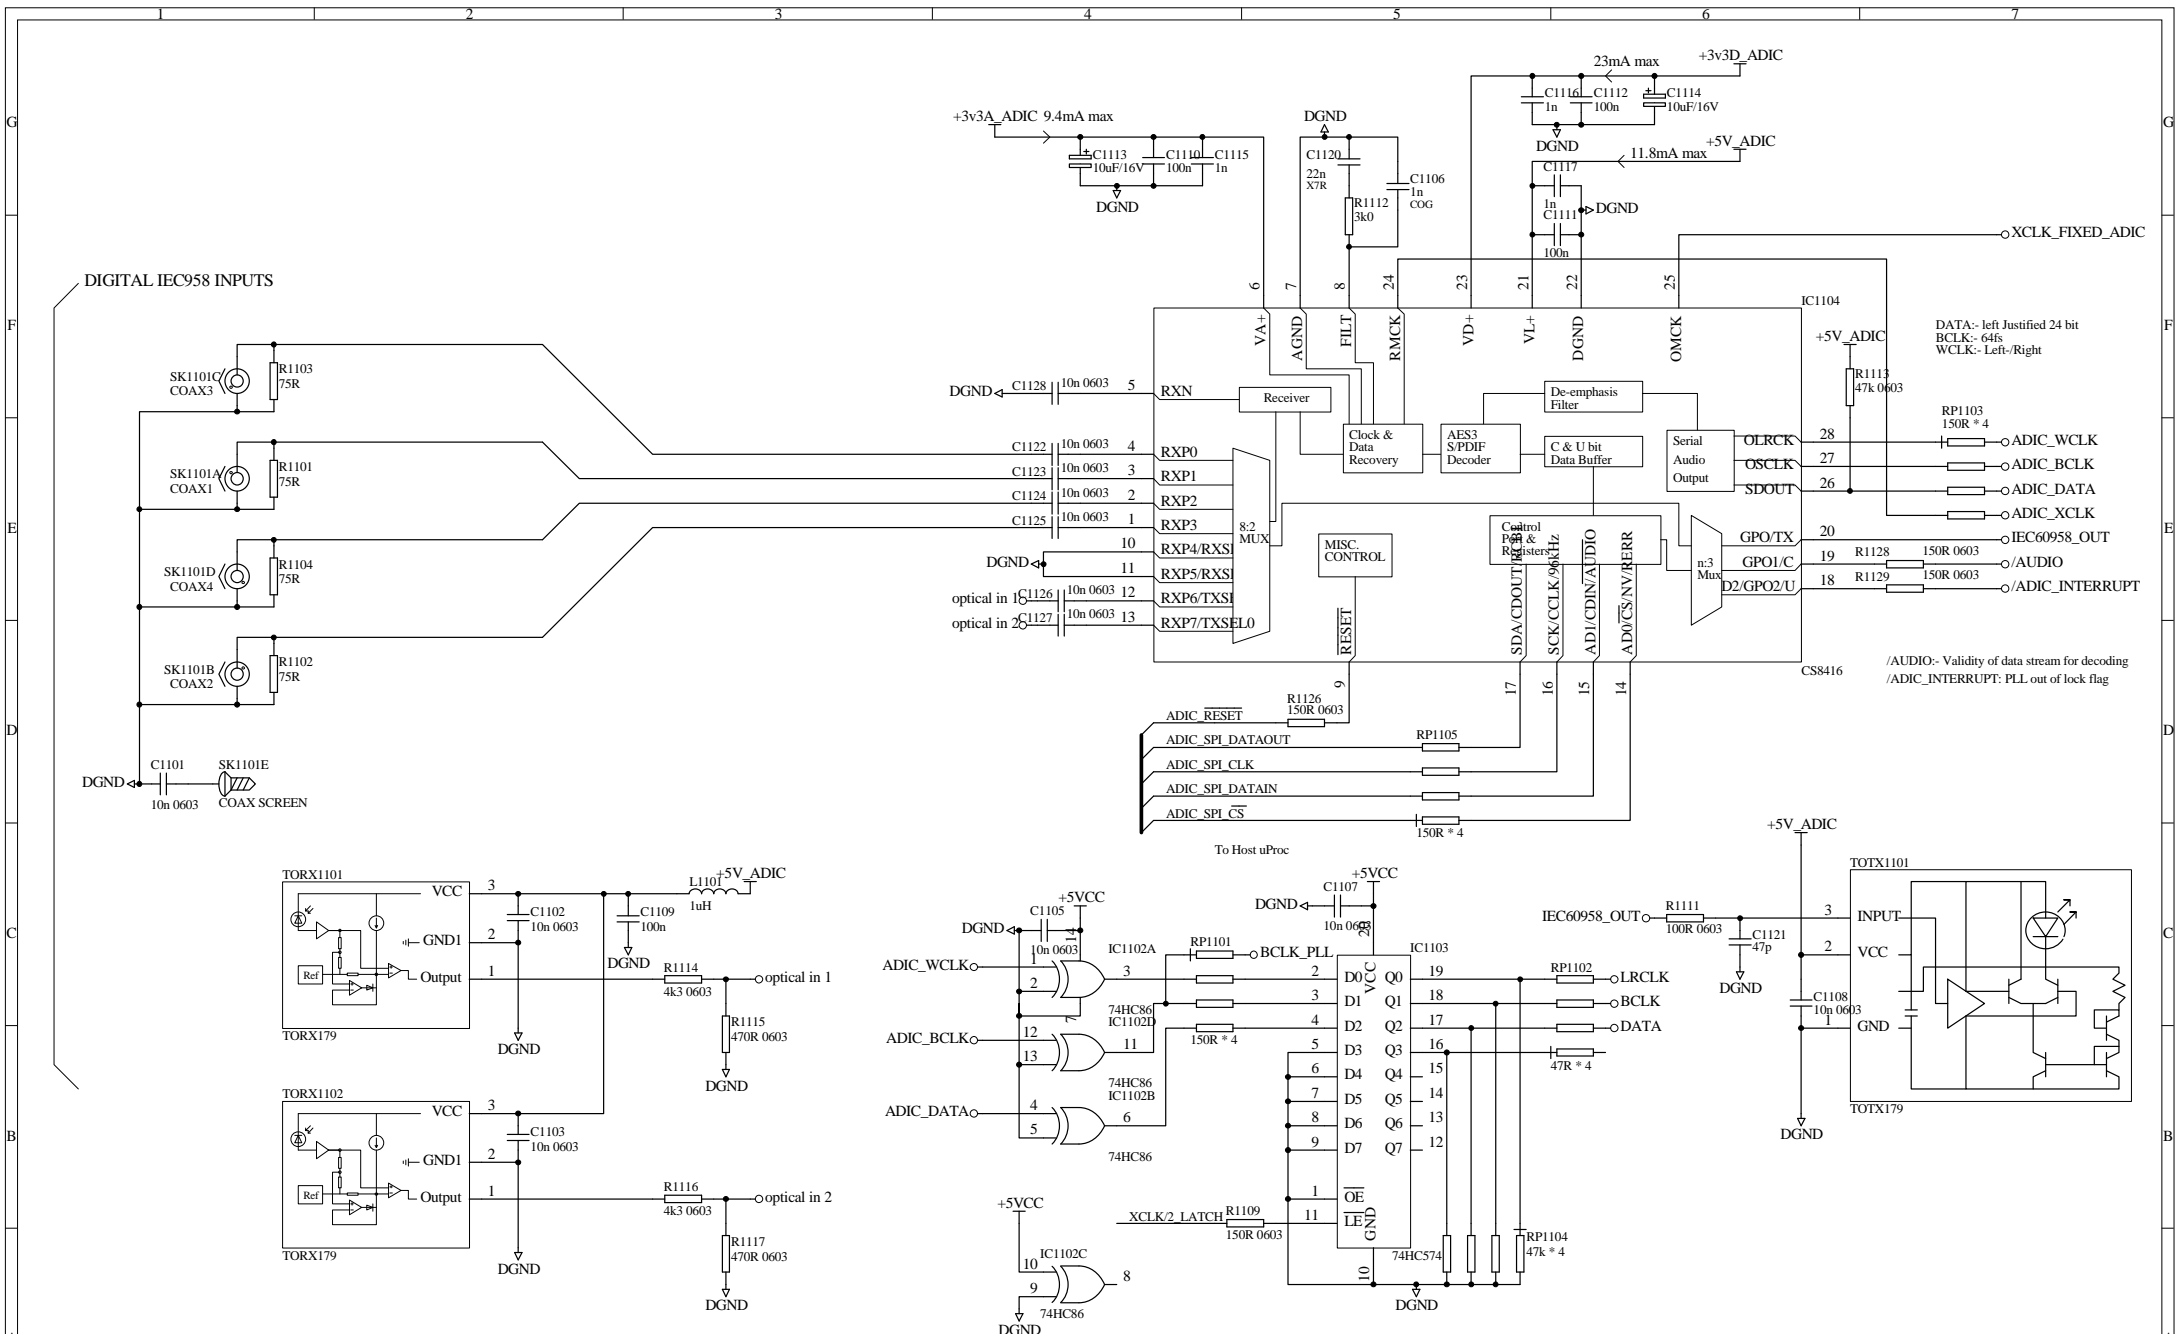 1 2 3 4 5 6 7
G
G
F
F
E
E
D
D
C
C
B
B
+3v3D_ADIC
23mA max
C1116
1n
C1112
100n
C1114
10uF/16V
DGND
+5V_ADIC
11.8mA max
C1117
1n
C1111
100n
DGND
+3v3A_ADIC 9.4mA max
C1113
10uF/16V
C1110
100n
C1115
1n
DGND
DGND
C1120
22n
X7R
R1112
3k0
C1106
1n
COG
XCLK_FIXED_ADIC
DIGITAL IEC958 INPUTS
SK1101C
COAX3
R1103
75R
SK1101A
COAX1
R1101
75R
SK1101D
COAX4
R1104
75R
SK1101B
COAX2
R1102
75R
DGND
C1101
10n 0603
SK1101E
COAX SCREEN
6
7
8
24
23
21
22
25
IC1104
VA+
AGND
FILT
RMCK
VD+
VL+
DGND
OMCK
DATA:- left Justified 24 bit
BCLK:- 64fs
WCLK:- Left-/Right
+5V_ADIC
R1113
47k 0603
DGND
C1128
10n 0603
5
RXN
C1122
10n 0603
4
RXP0
C1123
10n 0603
3
RXP1
C1124
10n 0603
2
RXP2
C1125
10n 0603
1
RXP3
DGND
10
RXP4/RXS
11
RXP5/RXS
optical in 1
C1126
10n 0603
12
RXP6/TXS
optical in 2
C1127
10n 0603
13
RXP7/TXSEL0
Receiver
8:2
MUX
Clock &
Data
Recovery
AES3
S/PDIF
Decoder
De-emphasis
Filter
C & U bit
Data Buffer
Serial
Audio
Output
MISC.
CONTROL
Control
Port &
Registers
n:3
Mux
OLRCK
OSCLK
SDOUT
GPO/TX
GPO1/C
D2/GPO2/U
28
27
26
20
19
18
RP1103
150R * 4
ADIC_WCLK
ADIC_BCLK
ADIC_DATA
ADIC_XCLK
IEC60958_OUT
R1128
150R 0603
/AUDIO
R1129
150R 0603
/ADIC_INTERRUPT
RESET
SDA/CDOUT/
SCK/CCLK/96kHz
AD1/CDIN/AUDIO
AD0/CS/NV/RERR
9
17
16
15
14
CS8416
/AUDIO:- Validity of data stream for decoding
/ADIC_INTERRUPT: PLL out of lock flag
ADIC_RESET
R1126
150R 0603
ADIC_SPI_DATAOUT
RP1105
ADIC_SPI_CLK
ADIC_SPI_DATAIN
ADIC_SPI_CS
150R * 4
To Host uProc
TORX1101
VCC
3
GND1
2
Output
1
Ref
TORX179
C1102
10n 0603
C1109
100n
L1101
1uH
+5V_ADIC
DGND
R1114
4k3 0603
optical in 1
R1115
470R 0603
DGND
DGND
TORX1102
VCC
3
GND1
2
Output
1
Ref
TORX179
C1103
10n 0603
R1116
4k3 0603
optical in 2
R1117
470R 0603
DGND
DGND
+5VCC
DGND
C1105
10n 0603
14
IC1102A
ADIC_WCLK
1
2
3
7
74HC86
IC1102D
ADIC_BCLK
12
13
11
74HC86
IC1102B
ADIC_DATA
4
5
6
74HC86
RP1101
BCLK_PLL
150R * 4
+5VCC
IC1102C
10
9
8
74HC86
DGND
XCLK/2_LATCH
R1109
150R 0603
+5VCC
DGND
C1107
10n 0603
20
IC1103
VCC
2 D0 Q0 19
3 D1 Q1 18
4 D2 Q2 17
5 D3 Q3 16
6 D4 Q4 15
7 D5 Q5 14
8 D6 Q6 13
9 D7 Q7 12
1 OE
11 LE
GND
10
74HC574
RP1102
LRCLK
BCLK
DATA
47R * 4
RP1104
47k * 4
DGND
+5V_ADIC
TOTX1101
IEC60958_OUT
R1111
100R 0603
C1121
47p
DGND
3
INPUT
2
VCC
C1108
10n 0603
1
GND
TOTX179
DGND